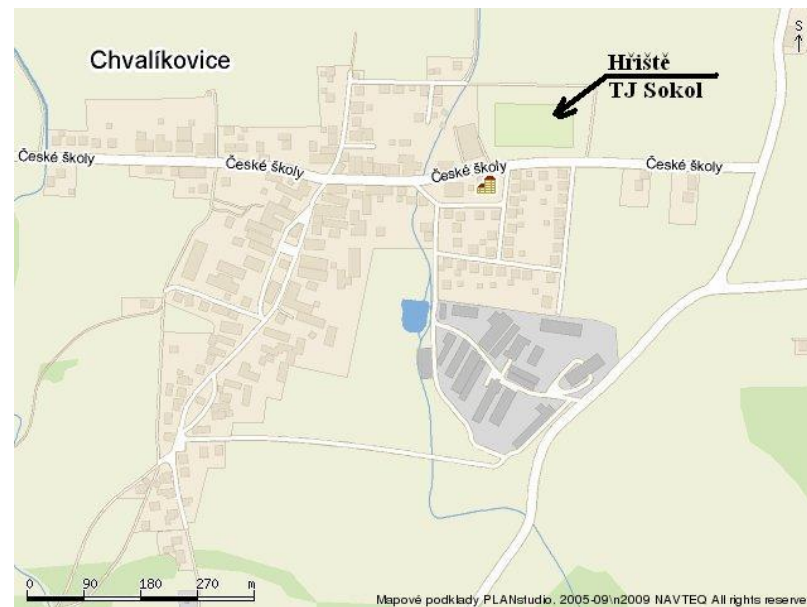 S
Chvalíkovice
Hřiště
TJ Sokol
České školy
České školy
České školy
České školy
0 90 180 270 m
Mapové podklady PLANstudio, 2005-09\n2009 NAVTEQ All rights reserve